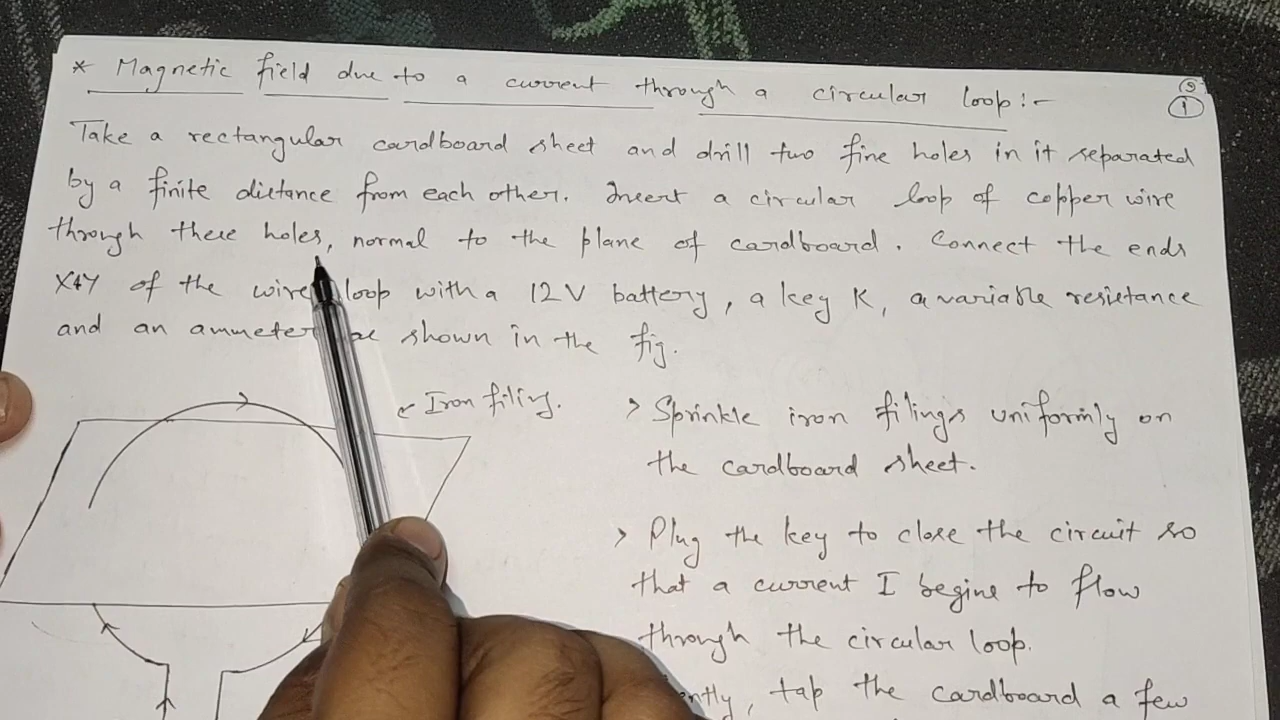 * Magnetic field due to a current through a circular loop:-
①
Take a rectangular cardboard sheet and drill two fine holes in it separated
by a finite distance from each other. Insert a circular loop of copper wire
through these holes, normal to the plane of cardboard. Connect the ends
X&Y of the wire loop with a 12V battery, a key K, a variable resistance
and an ammeter as shown in the fig.
Iron filing.
> Sprinkle iron filings uniformly on
the cardboard sheet.
> Plug the key to close the circuit so
that a current I begins to flow
through the circular loop.
tap the cardboard a few